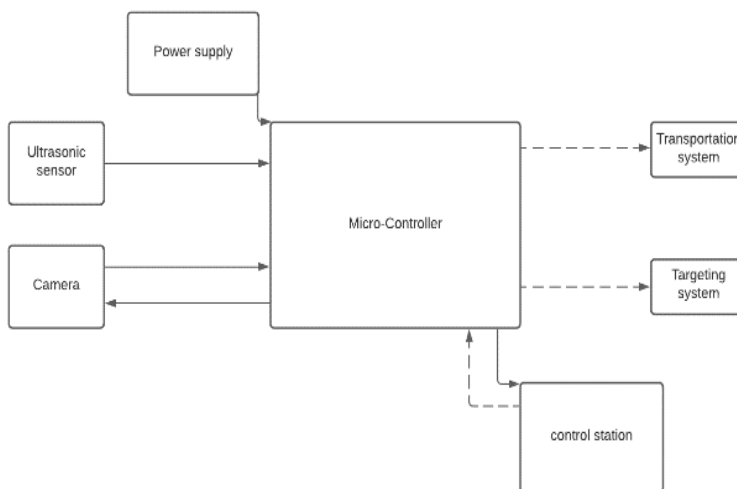 Power supply
Ultrasonic
sensor
Transportation
system
Micro-Controller
Camera
Targeting
system
control station